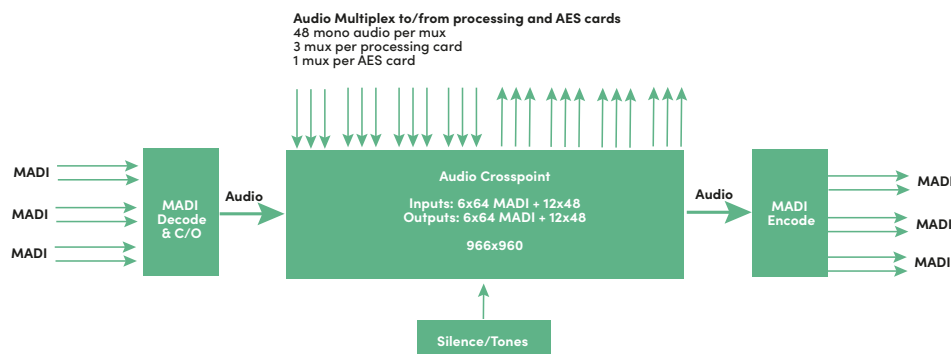 Audio Multiplex to/from processing and AES cards
48 mono audio per mux
3 mux per processing card
1 mux per AES card
MADI
MADI
MADI
MADI
Decode
& C/O
Audio
Audio Crosspoint
Inputs: 6x64 MADI + 12x48
Outputs: 6x64 MADI + 12x48
966x960
Audio
MADI
Encode
MADI
MADI
MADI
Silence/Tones